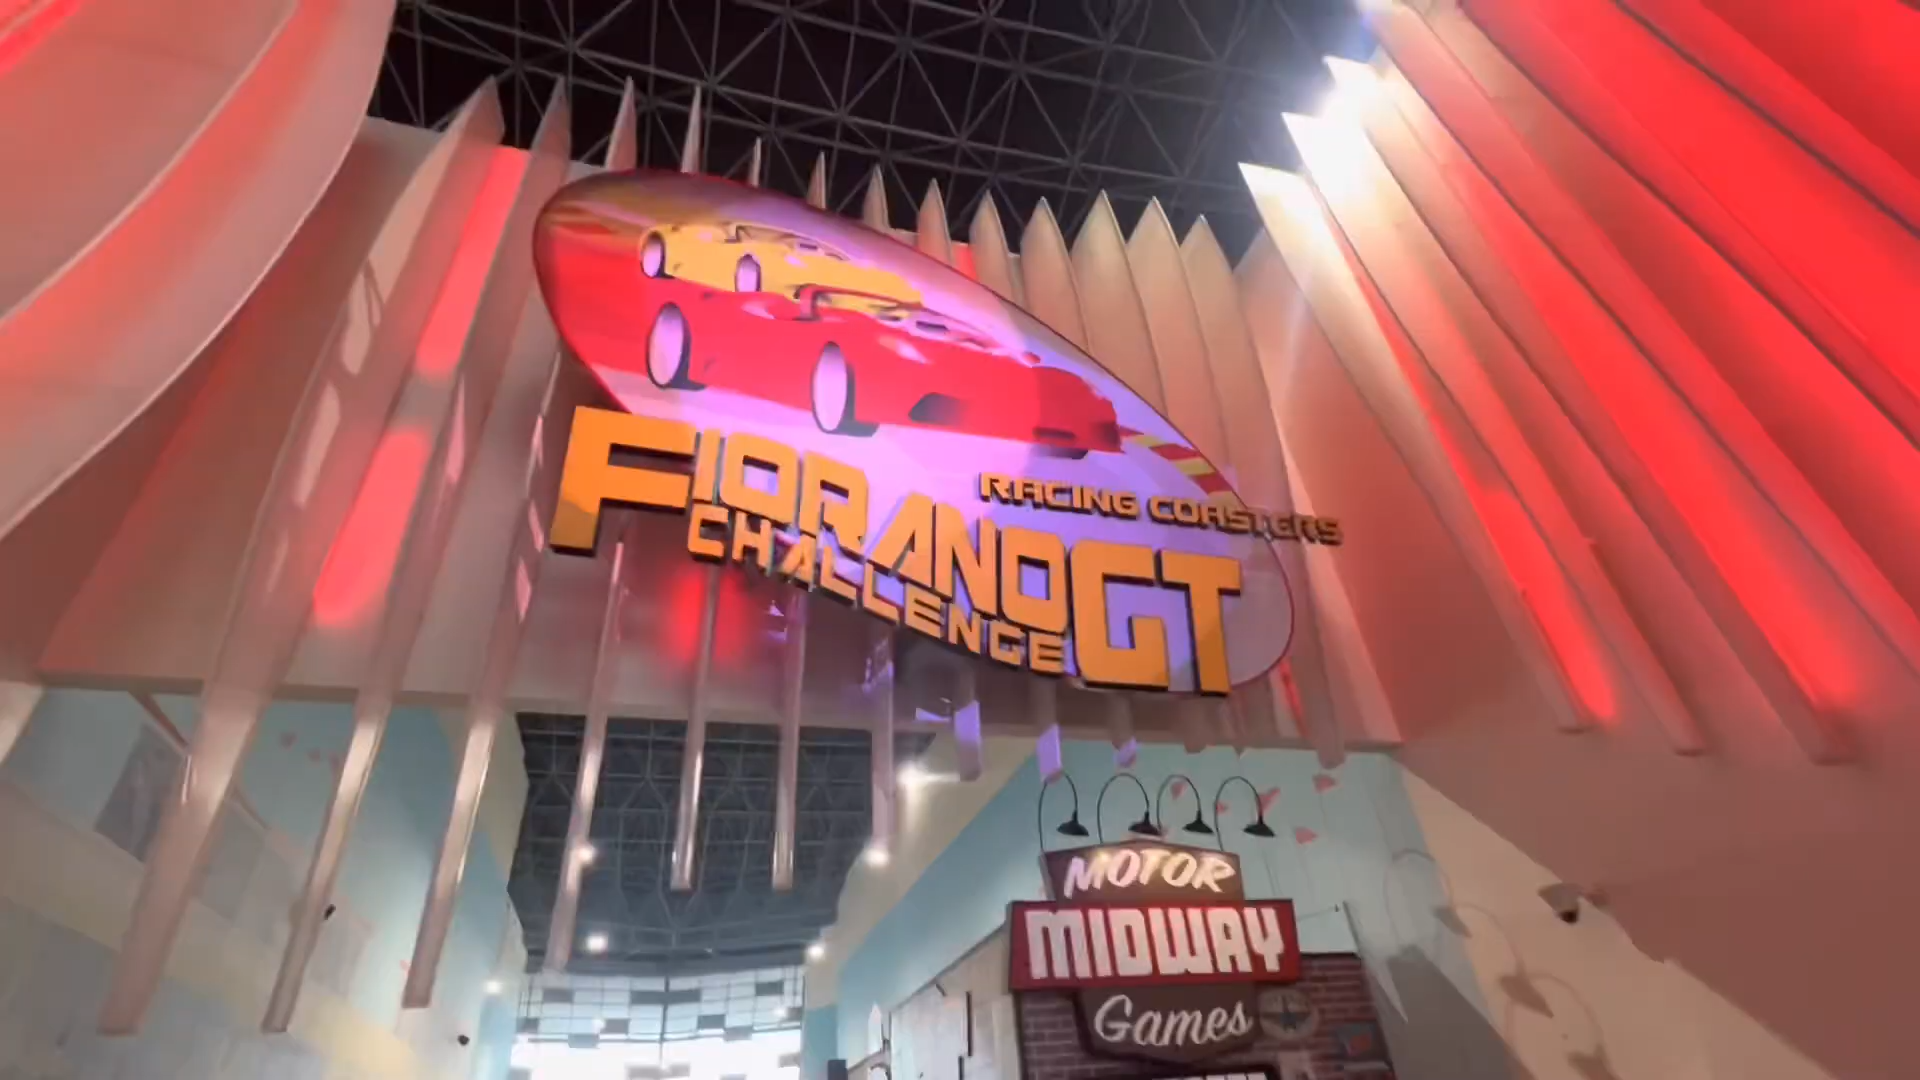 RACING COASTERS
FIORANO GT
CHALLENGE
MOTOR
MIDWAY
Games